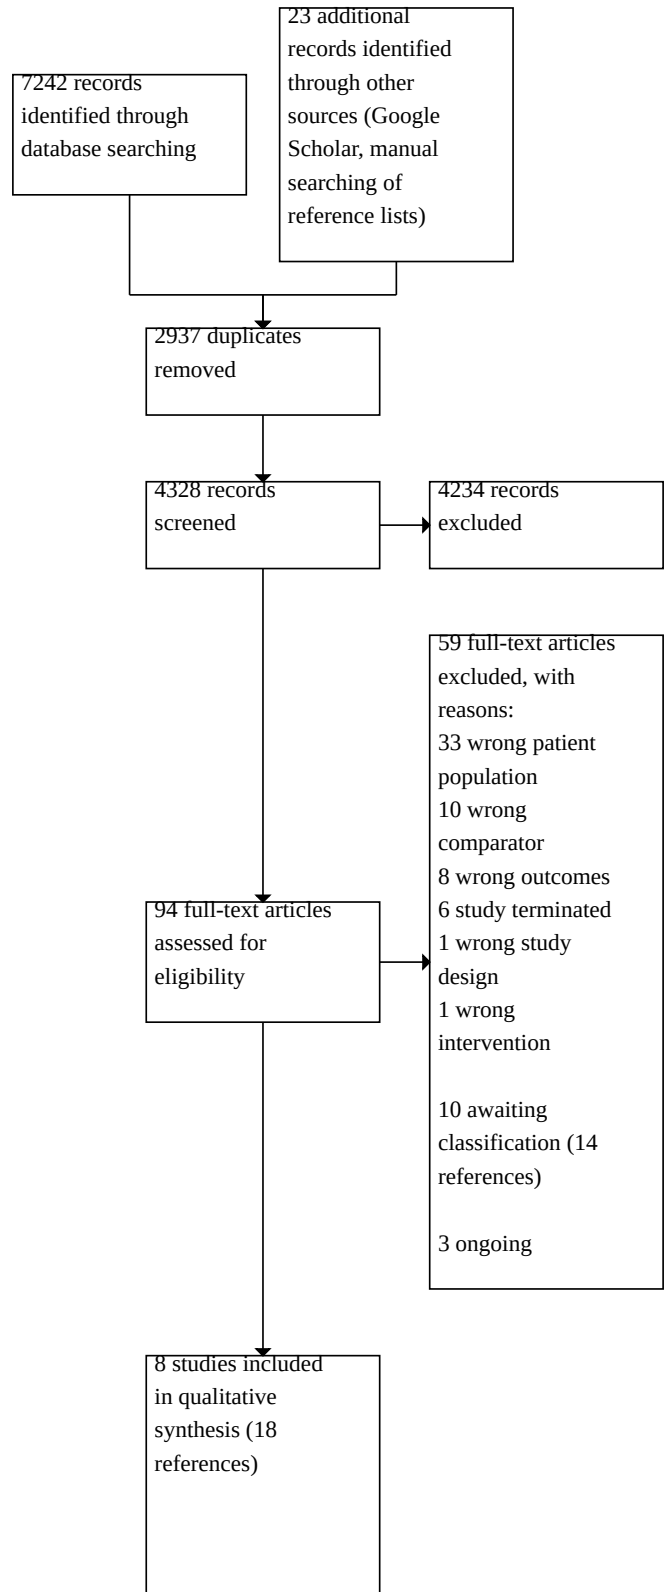 7242 records
identified through
database searching
23 additional
records identified
through other
sources (Google
Scholar, manual
searching of
reference lists)
2937 duplicates
removed
4328 records
screened
4234 records
excluded
94 full-text articles
assessed for
eligibility
59 full-text articles
excluded, with
reasons:
33 wrong patient
population
10 wrong
comparator
8 wrong outcomes
6 study terminated
1 wrong study
design
1 wrong
intervention
10 awaiting
classification (14
references)
3 ongoing
8 studies included
in qualitative
synthesis (18
references)